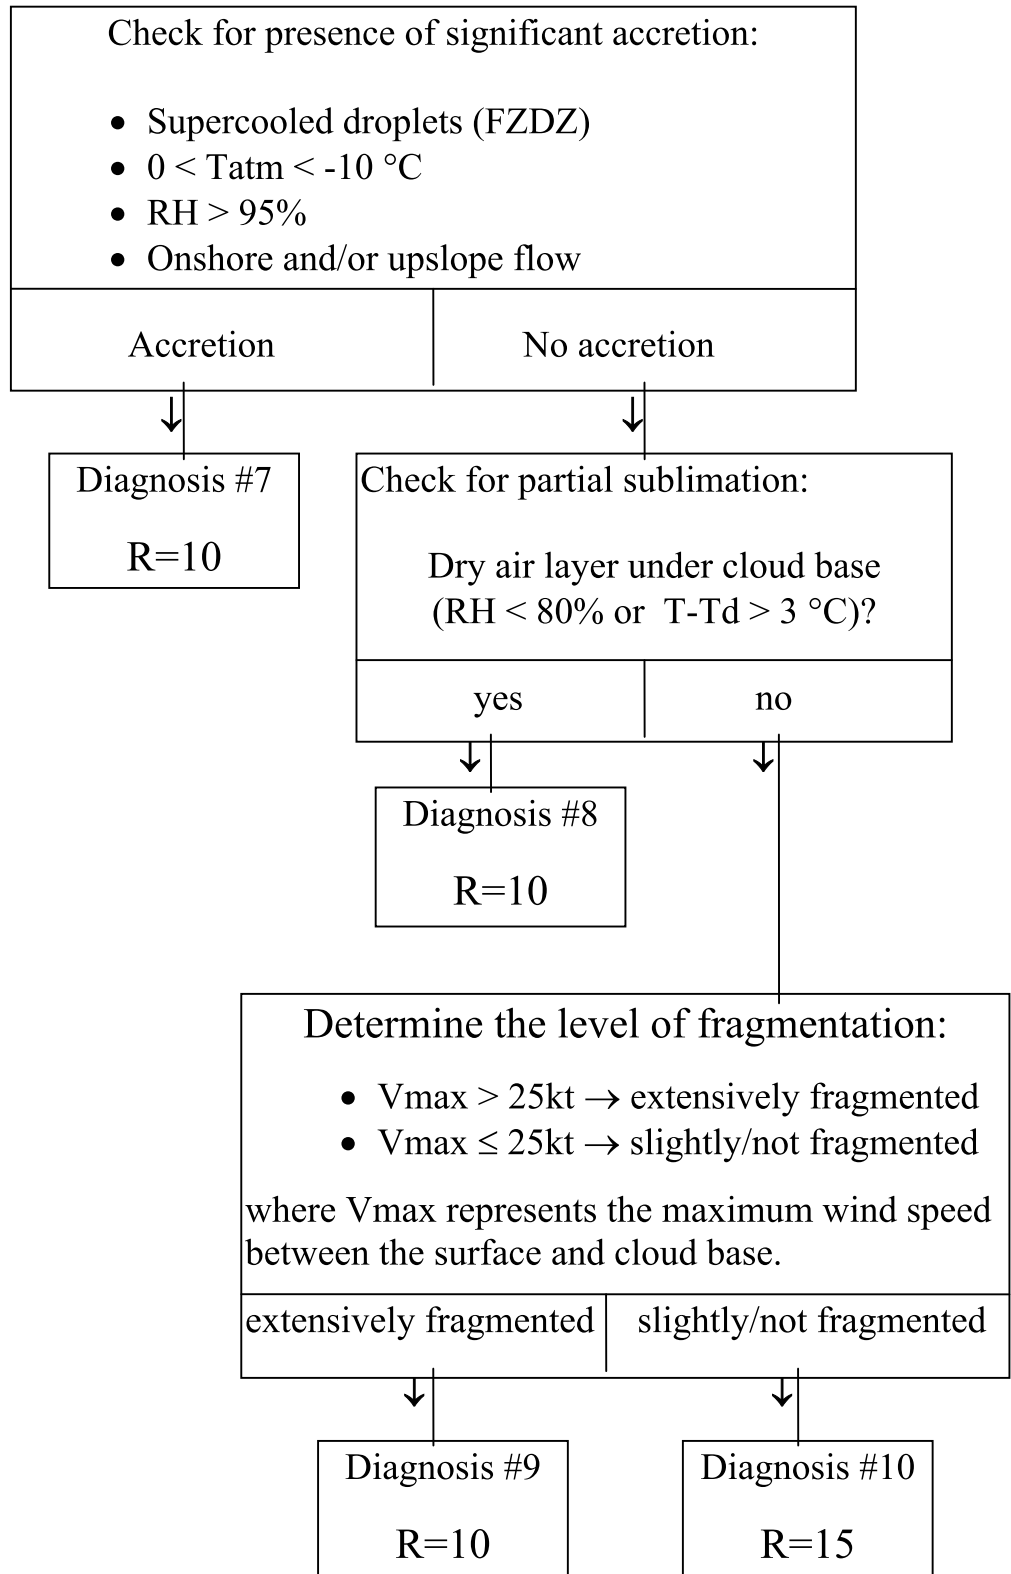 Check for presence of significant accretion:
• Supercooled droplets (FZDZ)
• 0 < Tatm < -10 °C
• RH > 95%
• Onshore and/or upslope flow
Accretion
No accretion
Diagnosis #7
R=10
Check for partial sublimation:
Dry air layer under cloud base
(RH < 80% or T-Td > 3 °C)?
yes
no
Diagnosis #8
R=10
Determine the level of fragmentation:
• Vmax > 25kt → extensively fragmented
• Vmax ≤ 25kt → slightly/not fragmented
where Vmax represents the maximum wind speed
between the surface and cloud base.
extensively fragmented
slightly/not fragmented
Diagnosis #9
R=10
Diagnosis #10
R=15